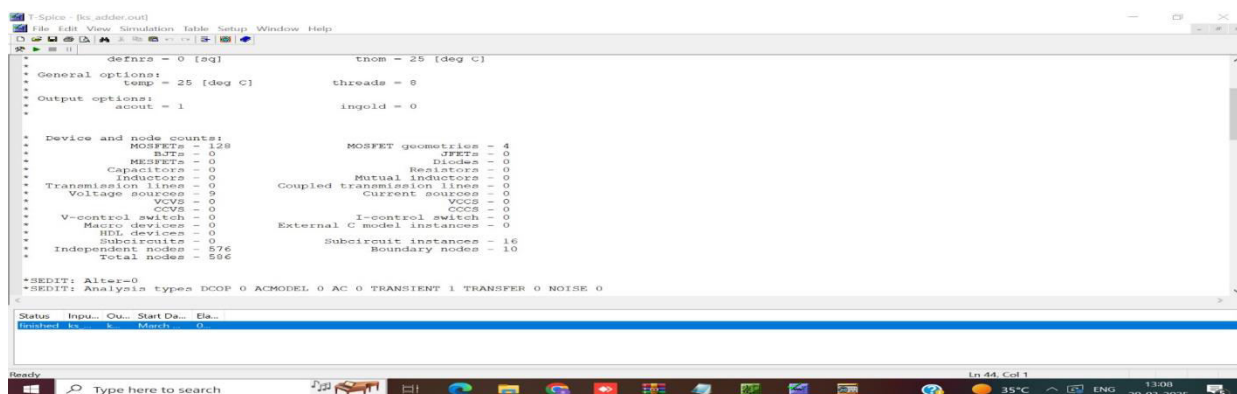 T-Spice - [ks_adder.out]
File Edit View Simulation Table Setup Window Help
* defnrs = 0 [sq] tnom = 25 [deg C]
*
* General options:
* temp = 25 [deg C] threads = 8
*
* Output options:
* acout = 1 ingold = 0
*
* Device and node counts:
* MOSFETs - 128 MOSFET geometries - 4
* BJTs - 0 JFETs - 0
* MESFETs - 0 Diodes - 0
* Capacitors - 0 Resistors - 0
* Inductors - 0 Mutual inductors - 0
* Transmission lines - 0 Coupled transmission lines - 0
* Voltage sources - 9 Current sources - 0
* VCVS - 0 VCCS - 0
* CCVS - 0 CCCS - 0
* V-control switch - 0 I-control switch - 0
* Macro devices - 0 External C model instances - 0
* HDL devices - 0
* Subcircuits - 0 Subcircuit instances - 16
* Independent nodes - 576 Boundary nodes - 10
* Total nodes - 586
*SEDIT: Alter=0
*SEDIT: Analysis types DCOP 0 ACMODEL 0 AC 0 TRANSIENT 1 TRANSFER 0 NOISE 0
Status Inpu... Ou... Start Da... Ela...
finished ks_... k... March ... 0...
Ready Ln 44, Col 1
Type here to search 35°C ENG 13:08